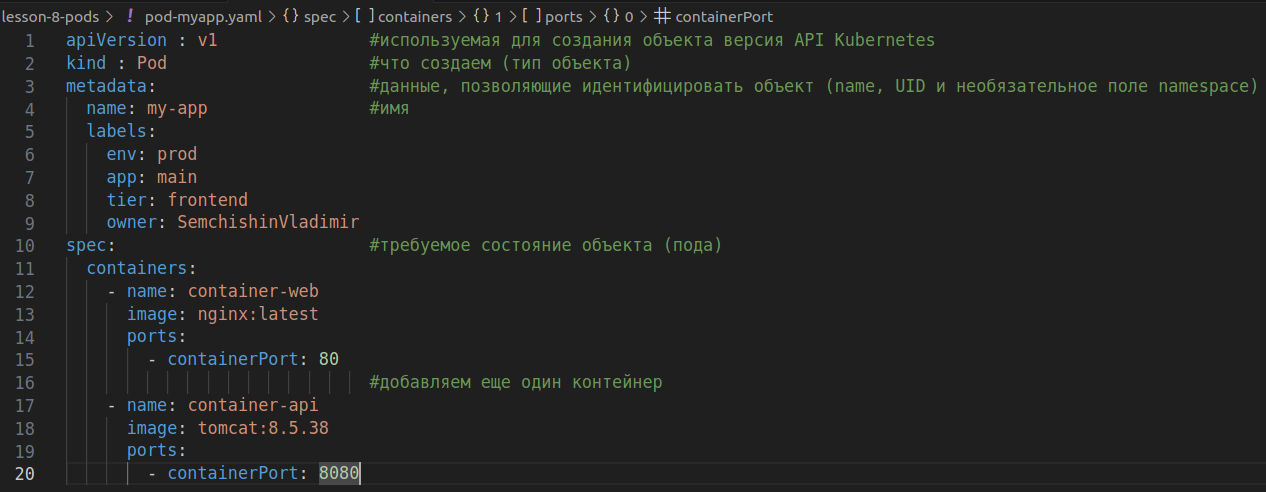 lesson-8-pods > ! pod-myapp.yaml > {} spec > [ ] containers > {} 1 > [ ] ports > {} 0 > # containerPort
1 apiVersion : v1 #используемая для создания объекта версия API Kubernetes
2 kind : Pod #что создаем (тип объекта)
3 metadata: #данные, позволяющие идентифицировать объект (name, UID и необязательное поле namespace)
4 name: my-app #имя
5 labels:
6 env: prod
7 app: main
8 tier: frontend
9 owner: SemchishinVladimir
10 spec: #требуемое состояние объекта (пода)
11 containers:
12 - name: container-web
13 image: nginx:latest
14 ports:
15 - containerPort: 80
16 #добавляем еще один контейнер
17 - name: container-api
18 image: tomcat:8.5.38
19 ports:
20 - containerPort: 8080